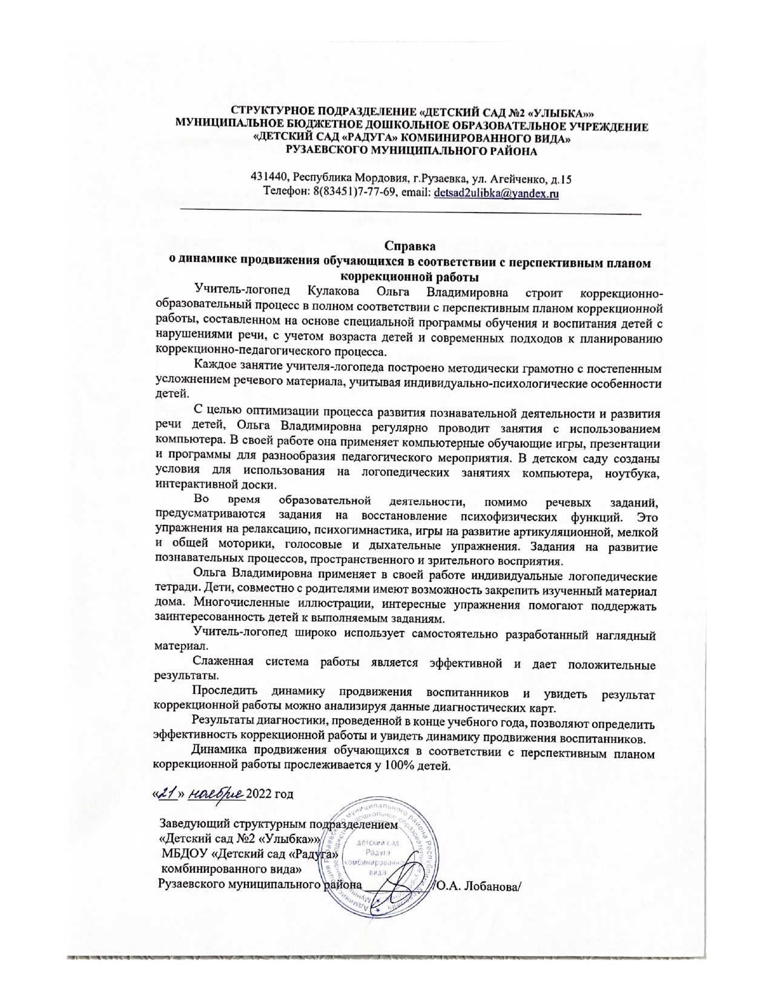 СТРУКТУРНОЕ ПОДРАЗДЕЛЕНИЕ «ДЕТСКИЙ САД №2 «УЛЫБКА»»
МУНИЦИПАЛЬНОЕ БЮДЖЕТНОЕ ДОШКОЛЬНОЕ ОБРАЗОВАТЕЛЬНОЕ УЧРЕЖДЕНИЕ
«ДЕТСКИЙ САД «РАДУГА» КОМБИНИРОВАННОГО ВИДА»
РУЗАЕВСКОГО МУНИЦИПАЛЬНОГО РАЙОНА
431440, Республика Мордовия, г.Рузаевка, ул. Агейченко, д.15
Телефон: 8(83451)7-77-69, email: detsad2ulibka@yandex.ru
Справка
о динамике продвижения обучающихся в соответствии с перспективным планом
коррекционной работы
Учитель-логопед Кулакова Ольга Владимировна строит коррекционно-
образовательный процесс в полном соответствии с перспективным планом коррекционной
работы, составленном на основе специальной программы обучения и воспитания детей с
нарушениями речи, с учетом возраста детей и современных подходов к планированию
коррекционно-педагогического процесса.
Каждое занятие учителя-логопеда построено методически грамотно с постепенным
усложнением речевого материала, учитывая индивидуально-психологические особенности
детей.
С целью оптимизации процесса развития познавательной деятельности и развития
речи детей, Ольга Владимировна регулярно проводит занятия с использованием
компьютера. В своей работе она применяет компьютерные обучающие игры, презентации
и программы для разнообразия педагогического мероприятия. В детском саду созданы
условия для использования на логопедических занятиях компьютера, ноутбука,
интерактивной доски.
Во время образовательной деятельности, помимо речевых заданий,
предусматриваются задания на восстановление психофизических функций. Это
упражнения на релаксацию, психогимнастика, игры на развитие артикуляционной, мелкой
и общей моторики, голосовые и дыхательные упражнения. Задания на развитие
познавательных процессов, пространственного и зрительного восприятия.
Ольга Владимировна применяет в своей работе индивидуальные логопедические
тетради. Дети, совместно с родителями имеют возможность закрепить изученный материал
дома. Многочисленные иллюстрации, интересные упражнения помогают поддержать
заинтересованность детей к выполняемым заданиям.
Учитель-логопед широко использует самостоятельно разработанный наглядный
материал.
Слаженная система работы является эффективной и дает положительные
результаты.
Проследить динамику продвижения воспитанников и увидеть результат
коррекционной работы можно анализируя данные диагностических карт.
Результаты диагностики, проведенной в конце учебного года, позволяют определить
эффективность коррекционной работы и увидеть динамику продвижения воспитанников.
Динамика продвижения обучающихся в соответствии с перспективным планом
коррекционной работы прослеживается у 100% детей.
«21» ноября 2022 год
Заведующий структурным подразделением
«Детский сад №2 «Улыбка»»
МБДОУ «Детский сад «Радуга»
комбинированного вида»
Рузаевского муниципального района /О.А. Лобанова/
детский сад
Радуга
комбинированного
вида